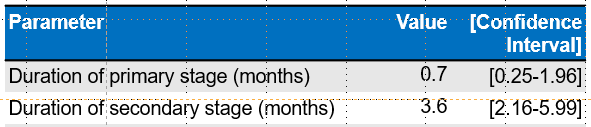 Parameter Value [Confidence
Interval]
Duration of primary stage (months) 0.7 [0.25-1.96]
Duration of secondary stage (months) 3.6 [2.16-5.99]